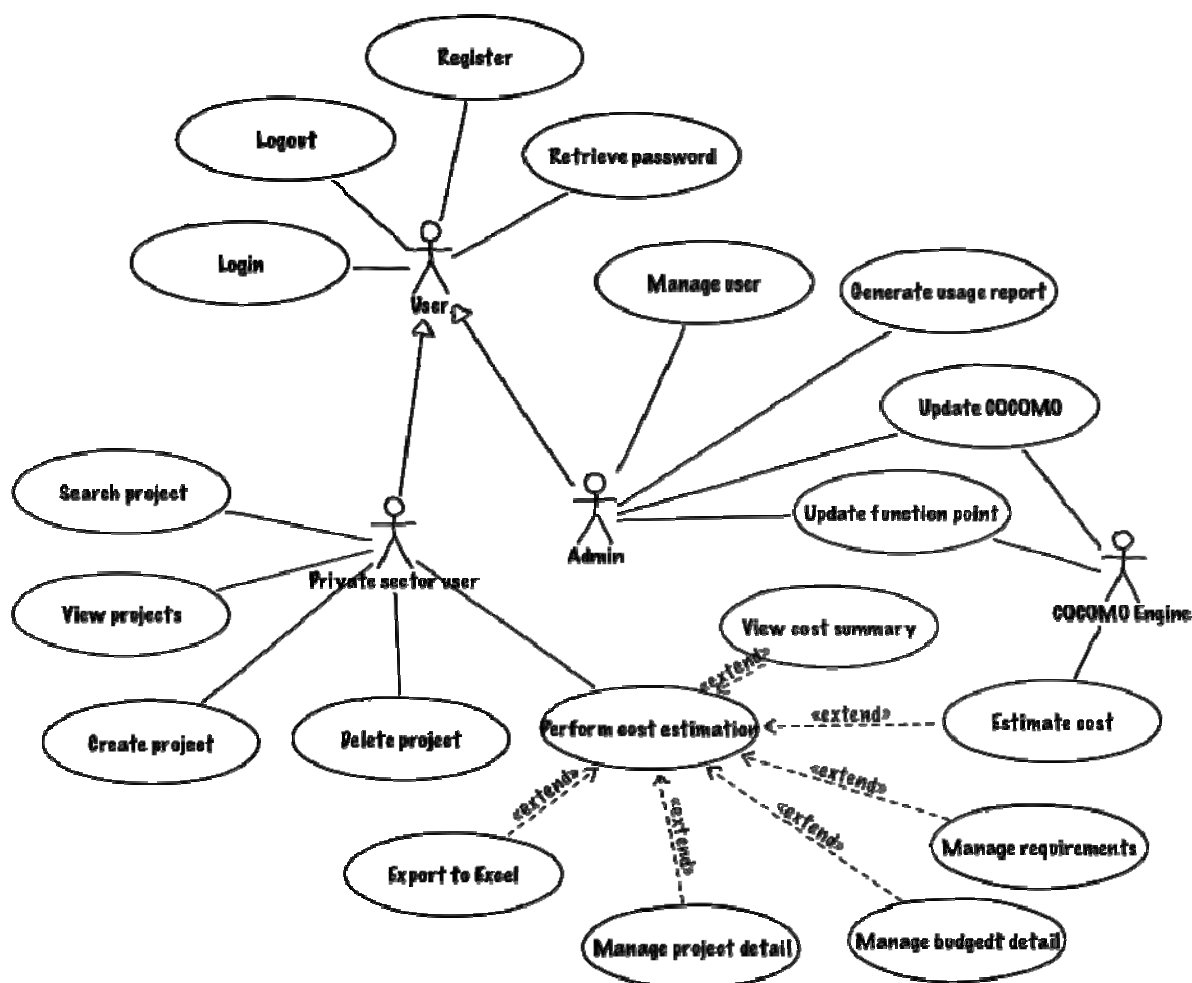 Register
Logout
Retrieve password
Login
User
Manage user
Generate usage report
Update COCOMO
Search project
Update function point
Admin
Private sector user
View projects
COCOMO Engine
View cost summary
«extend»
Create project
Delete project
Perform cost estimation
«extend»
Estimate cost
«extend»
«extend»
«extend»
«extend»
Export to Excel
Manage requirements
Manage project detail
Manage budgedt detail